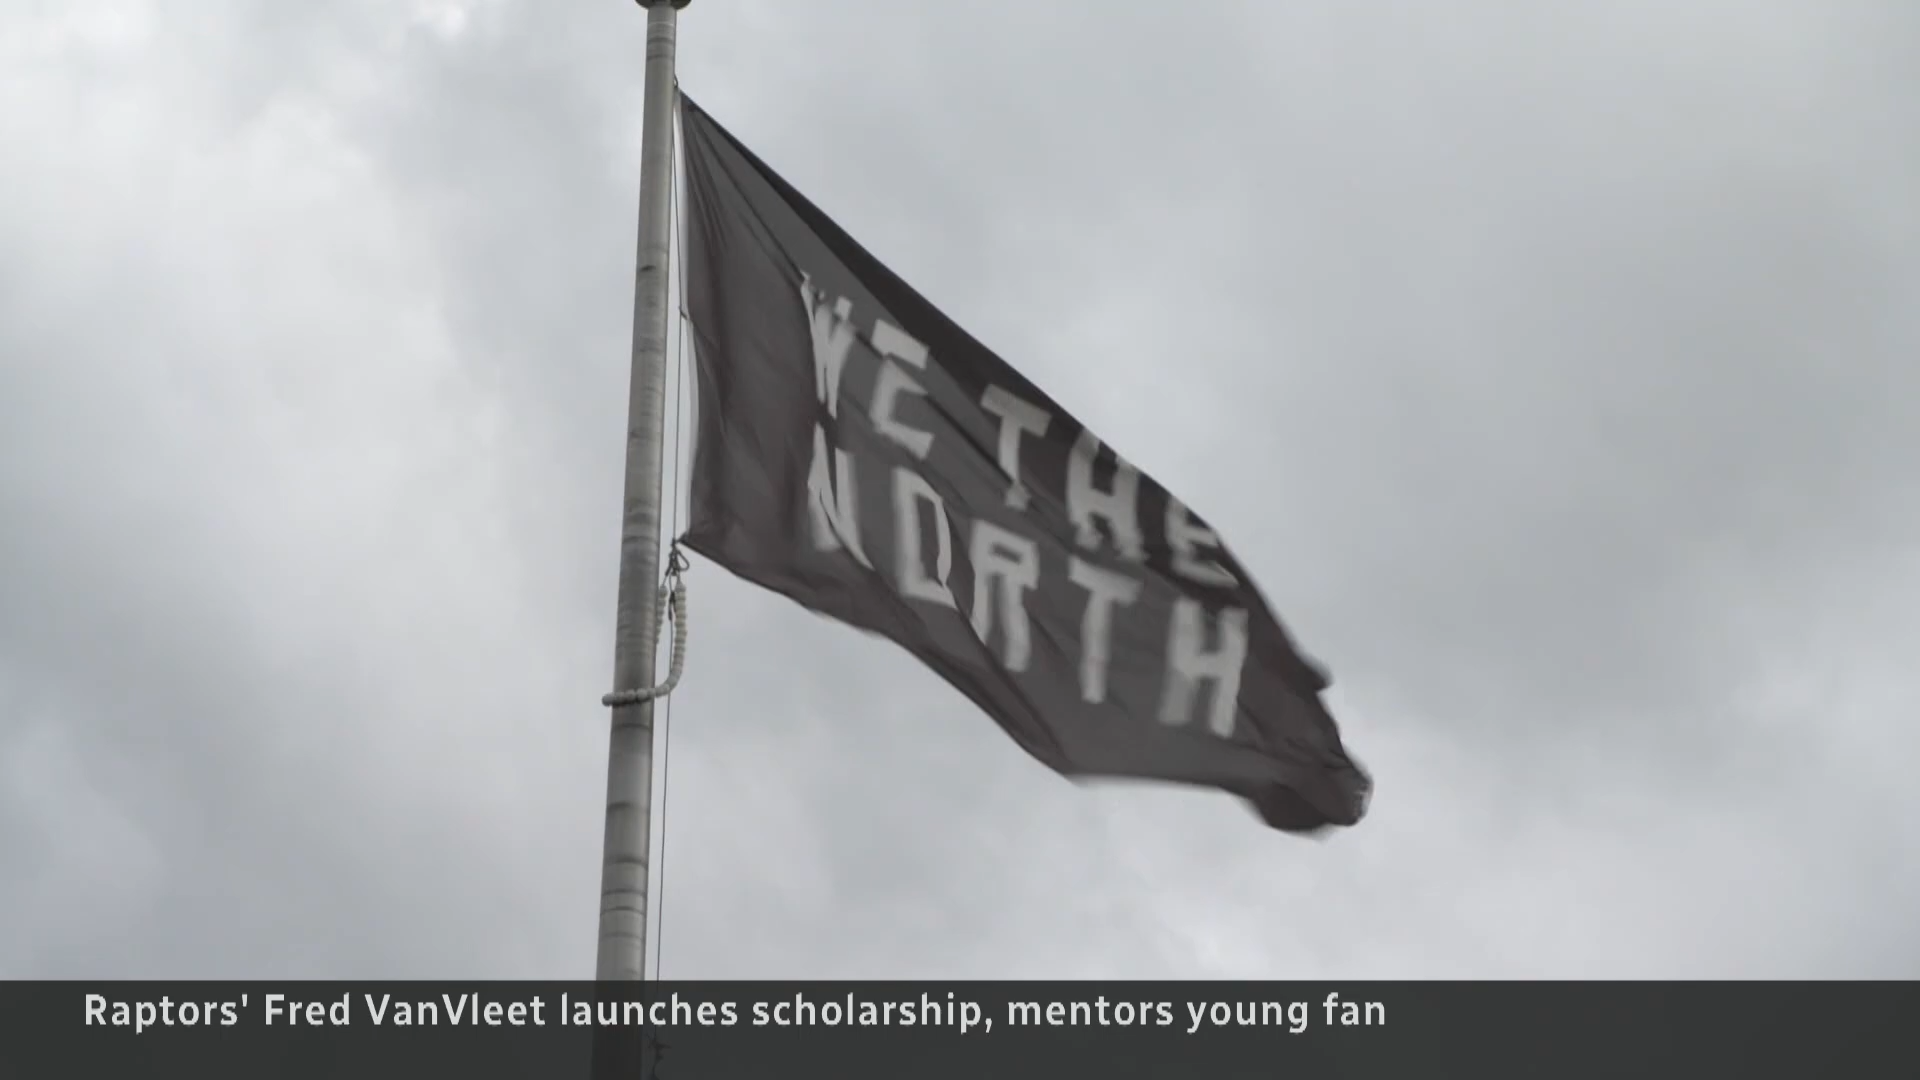 WE THE
NORTH
Raptors' Fred VanVleet launches scholarship, mentors young fan